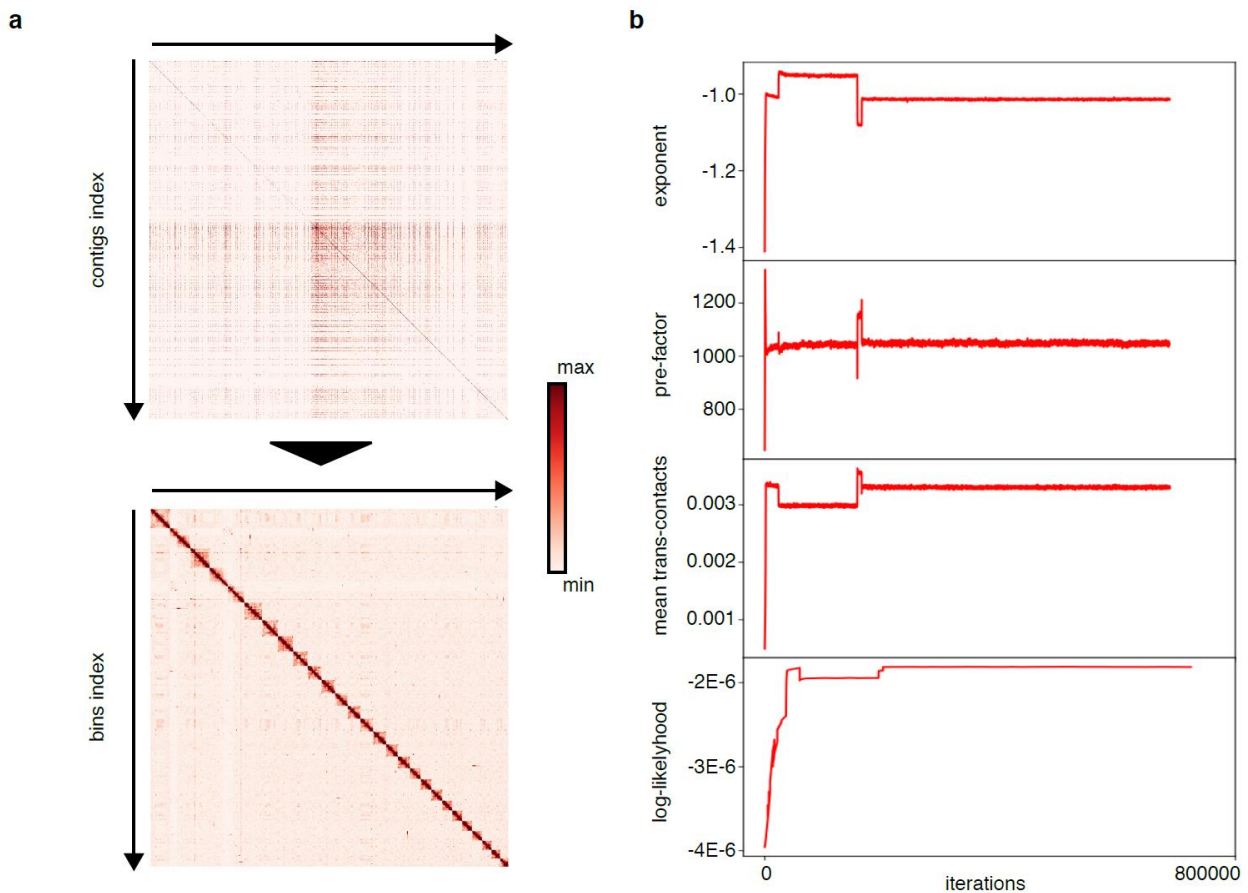 a
contigs index
max
min
bins index
b
exponent
-1.0
-1.2
-1.4
pre-factor
1200
1000
800
mean trans-contacts
0.003
0.002
0.001
log-likelyhood
-2E-6
-3E-6
-4E-6
0
iterations
800000